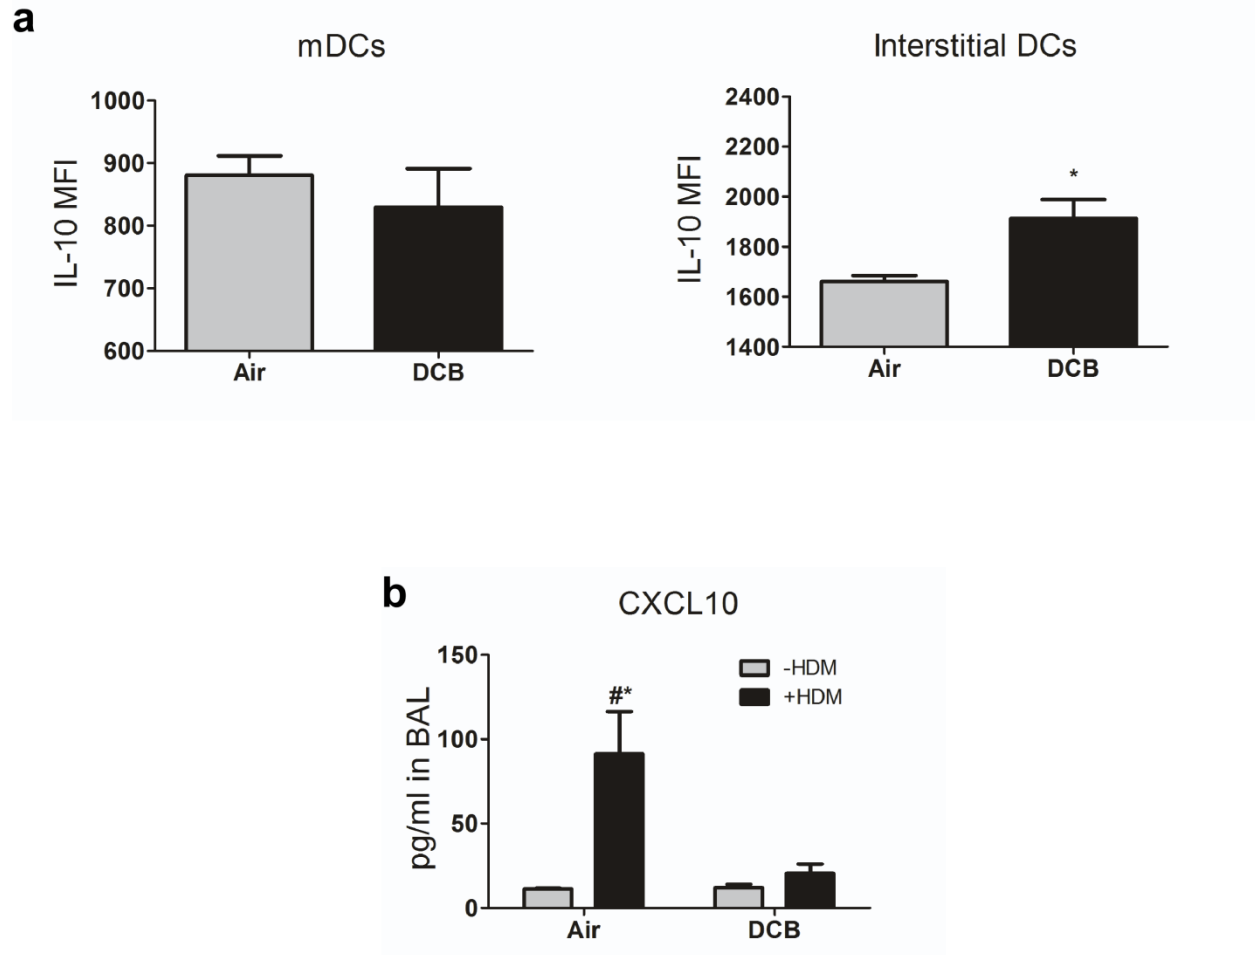 a
mDCs
IL-10 MFI
1000
900
800
700
600
Air
DCB
Interstitial DCs
IL-10 MFI
2400
2200
2000
1800
1600
1400
*
Air
DCB
b
CXCL10
pg/ml in BAL
150
100
50
0
#*
-HDM
+HDM
Air
DCB